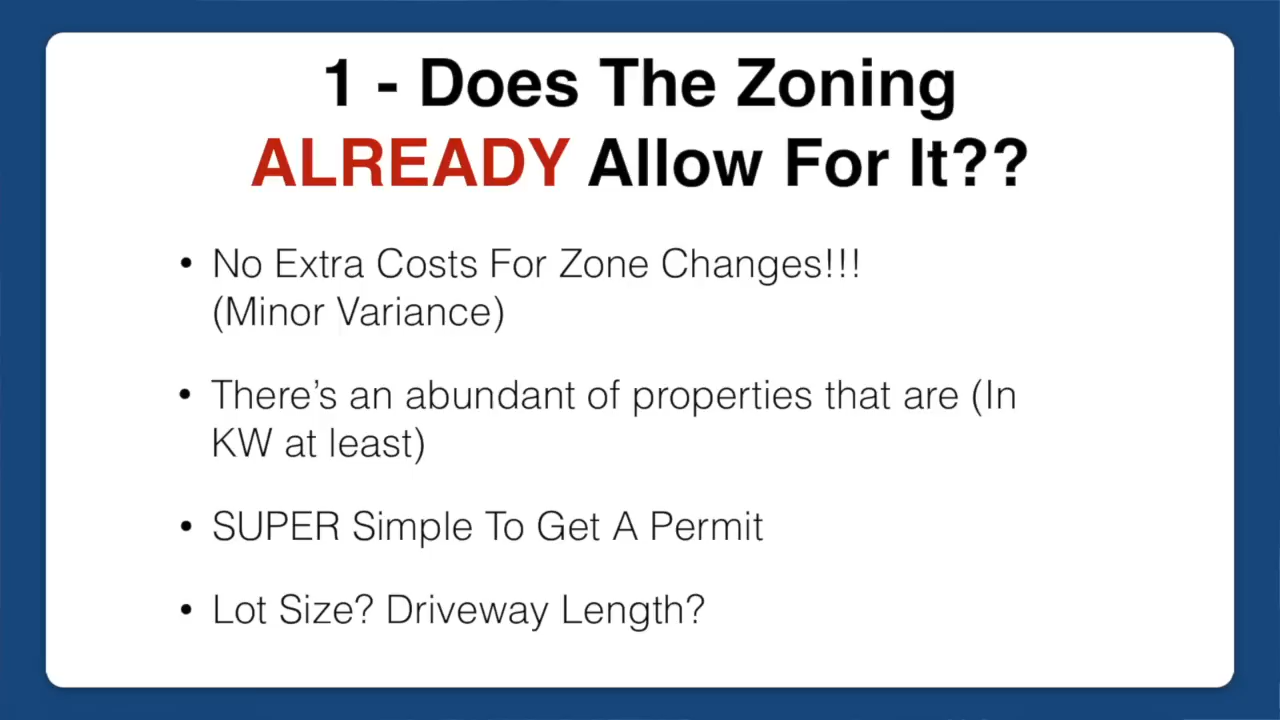 1 - Does The Zoning
ALREADY Allow For It??
• No Extra Costs For Zone Changes!!!
(Minor Variance)
• There’s an abundant of properties that are (In
KW at least)
• SUPER Simple To Get A Permit
• Lot Size? Driveway Length?